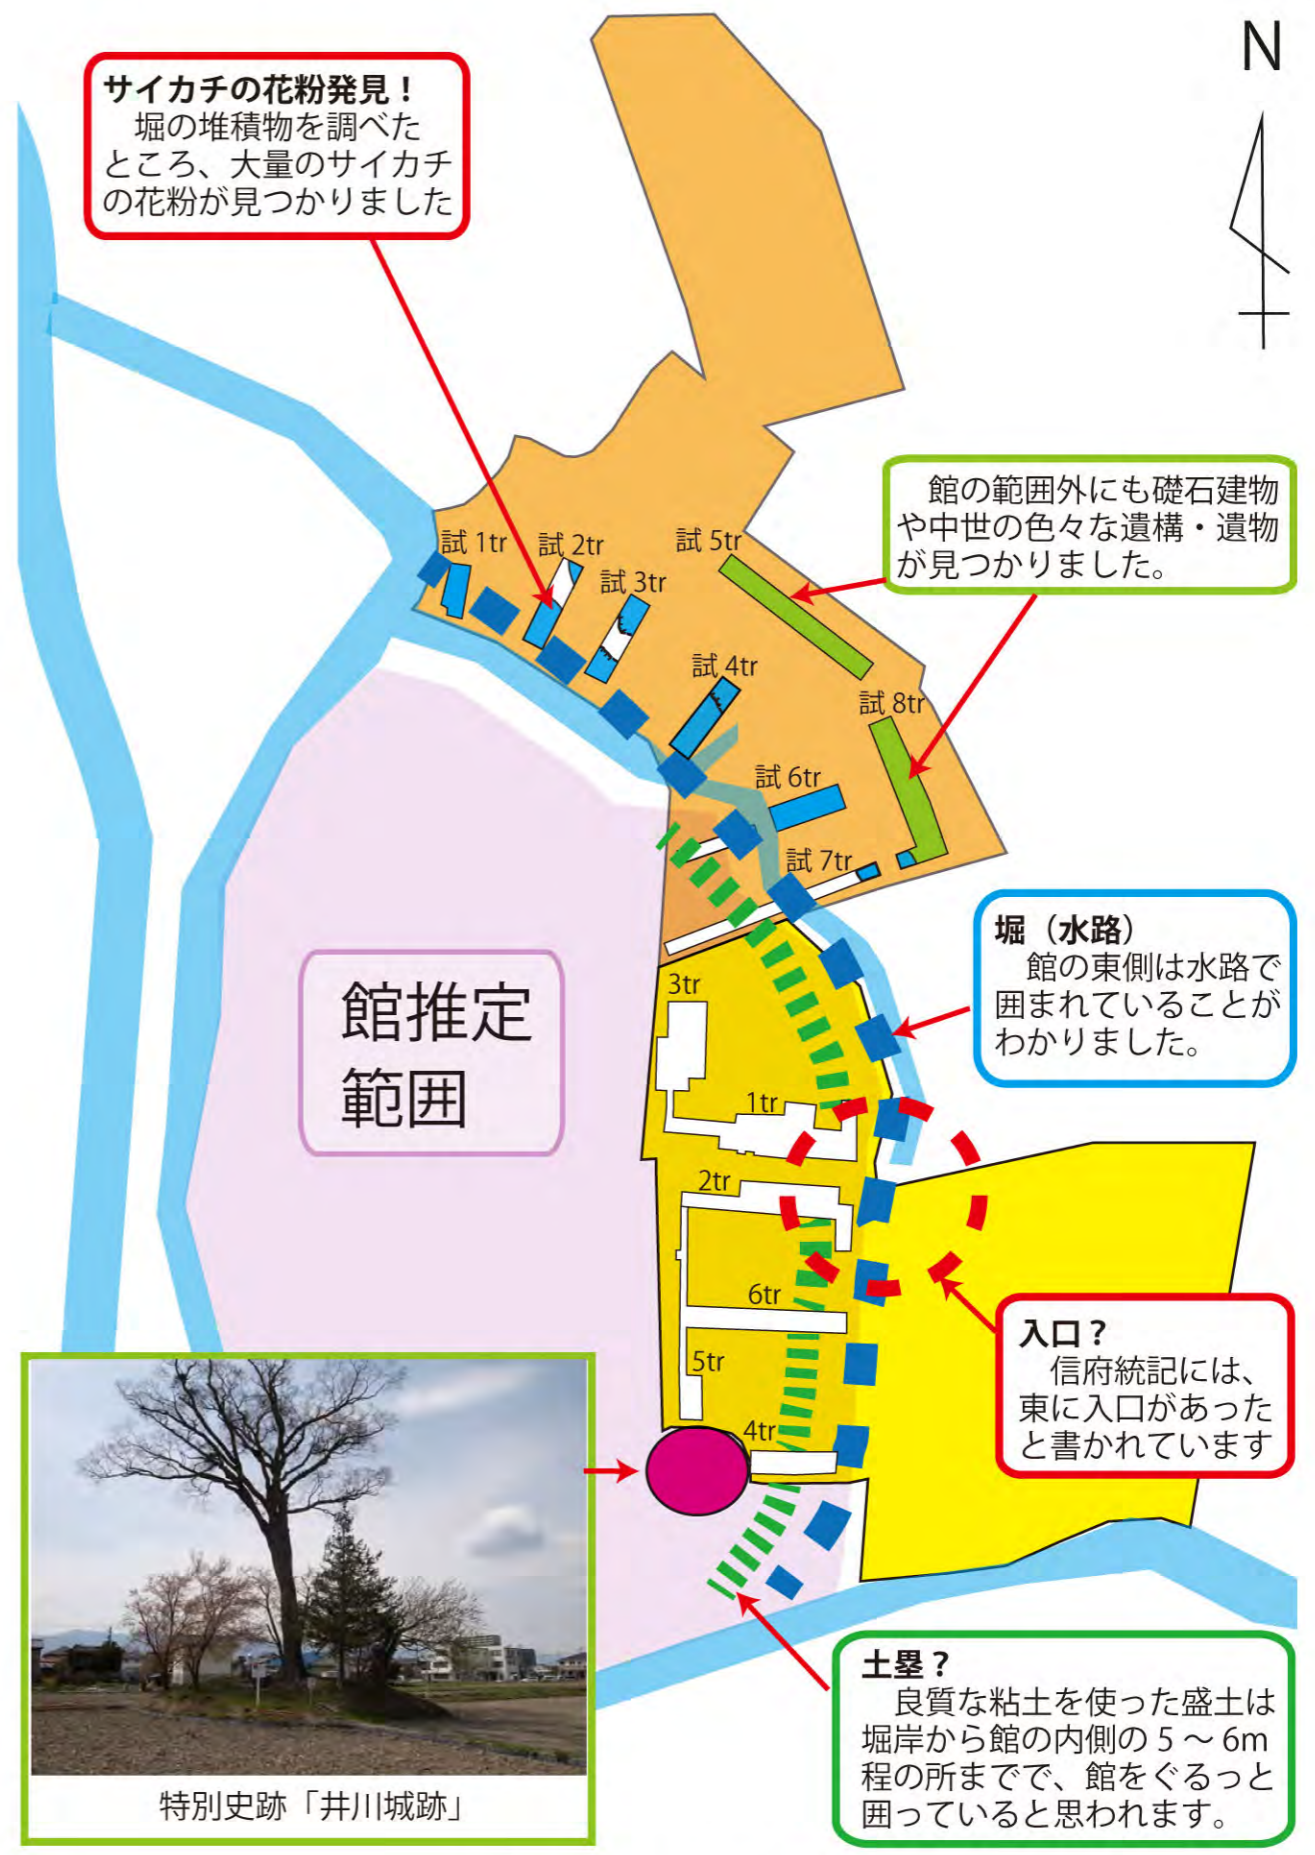 N
サイカチの花粉発見！
堀の堆積物を調べた
ところ、大量のサイカチ
の花粉が見つかりました
館の範囲外にも礎石建物
や中世の色々な遺構・遺物
が見つかりました。
試 1tr
試 2tr
試 3tr
試 5tr
試 4tr
試 8tr
試 6tr
試 7tr
堀（水路）
館の東側は水路で
囲まれていることが
わかりました。
館推定
範囲
3tr
1tr
2tr
6tr
5tr
4tr
入口？
信府統記には、
東に入口があった
と書かれています
土塁？
良質な粘土を使った盛土は
堀岸から館の内側の 5 ～ 6m
程の所までで、館をぐるっと
囲っていると思われます。
特別史跡「井川城跡」